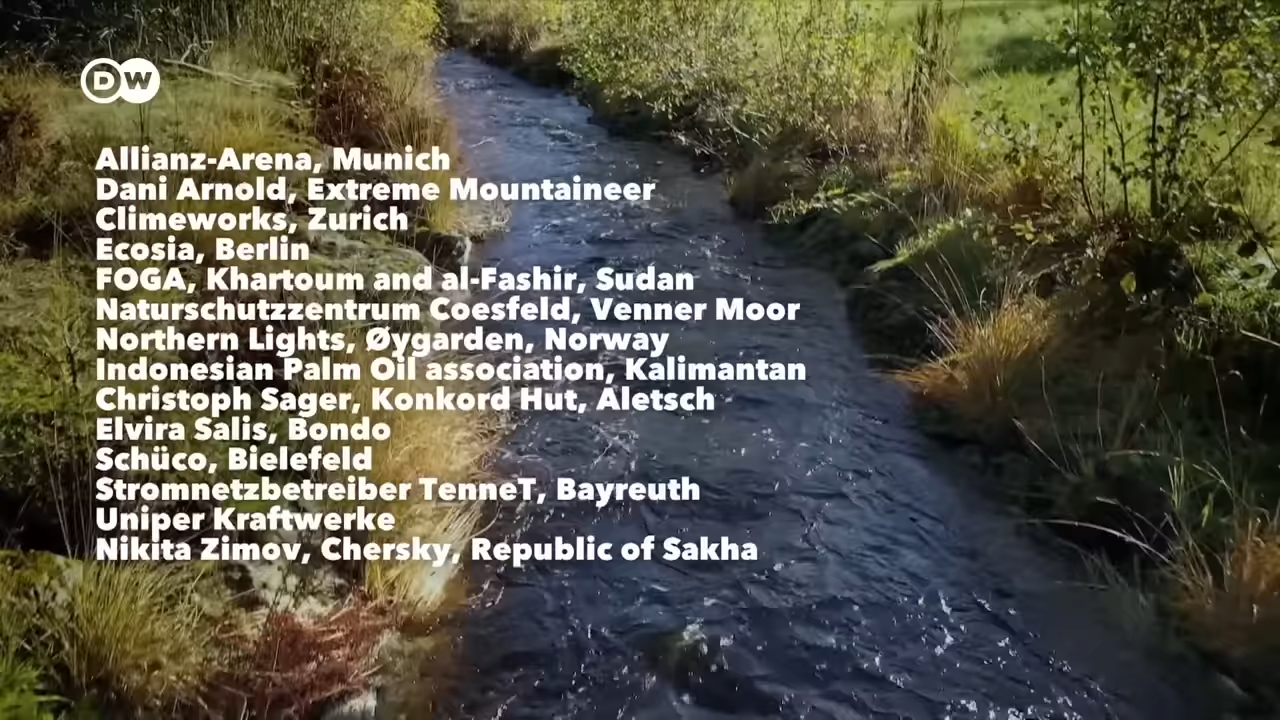 DW
Allianz-Arena, Munich
Dani Arnold, Extreme Mountaineer
Climeworks, Zurich
Ecosia, Berlin
FOGA, Khartoum and al-Fashir, Sudan
Naturschutzzentrum Coesfeld, Venner Moor
Northern Lights, Øygarden, Norway
Indonesian Palm Oil association, Kalimantan
Christoph Sager, Konkord Hut, Aletsch
Elvira Salis, Bondo
Schüco, Bielefeld
Stromnetzbetreiber TenneT, Bayreuth
Uniper Kraftwerke
Nikita Zimov, Chersky, Republic of Sakha